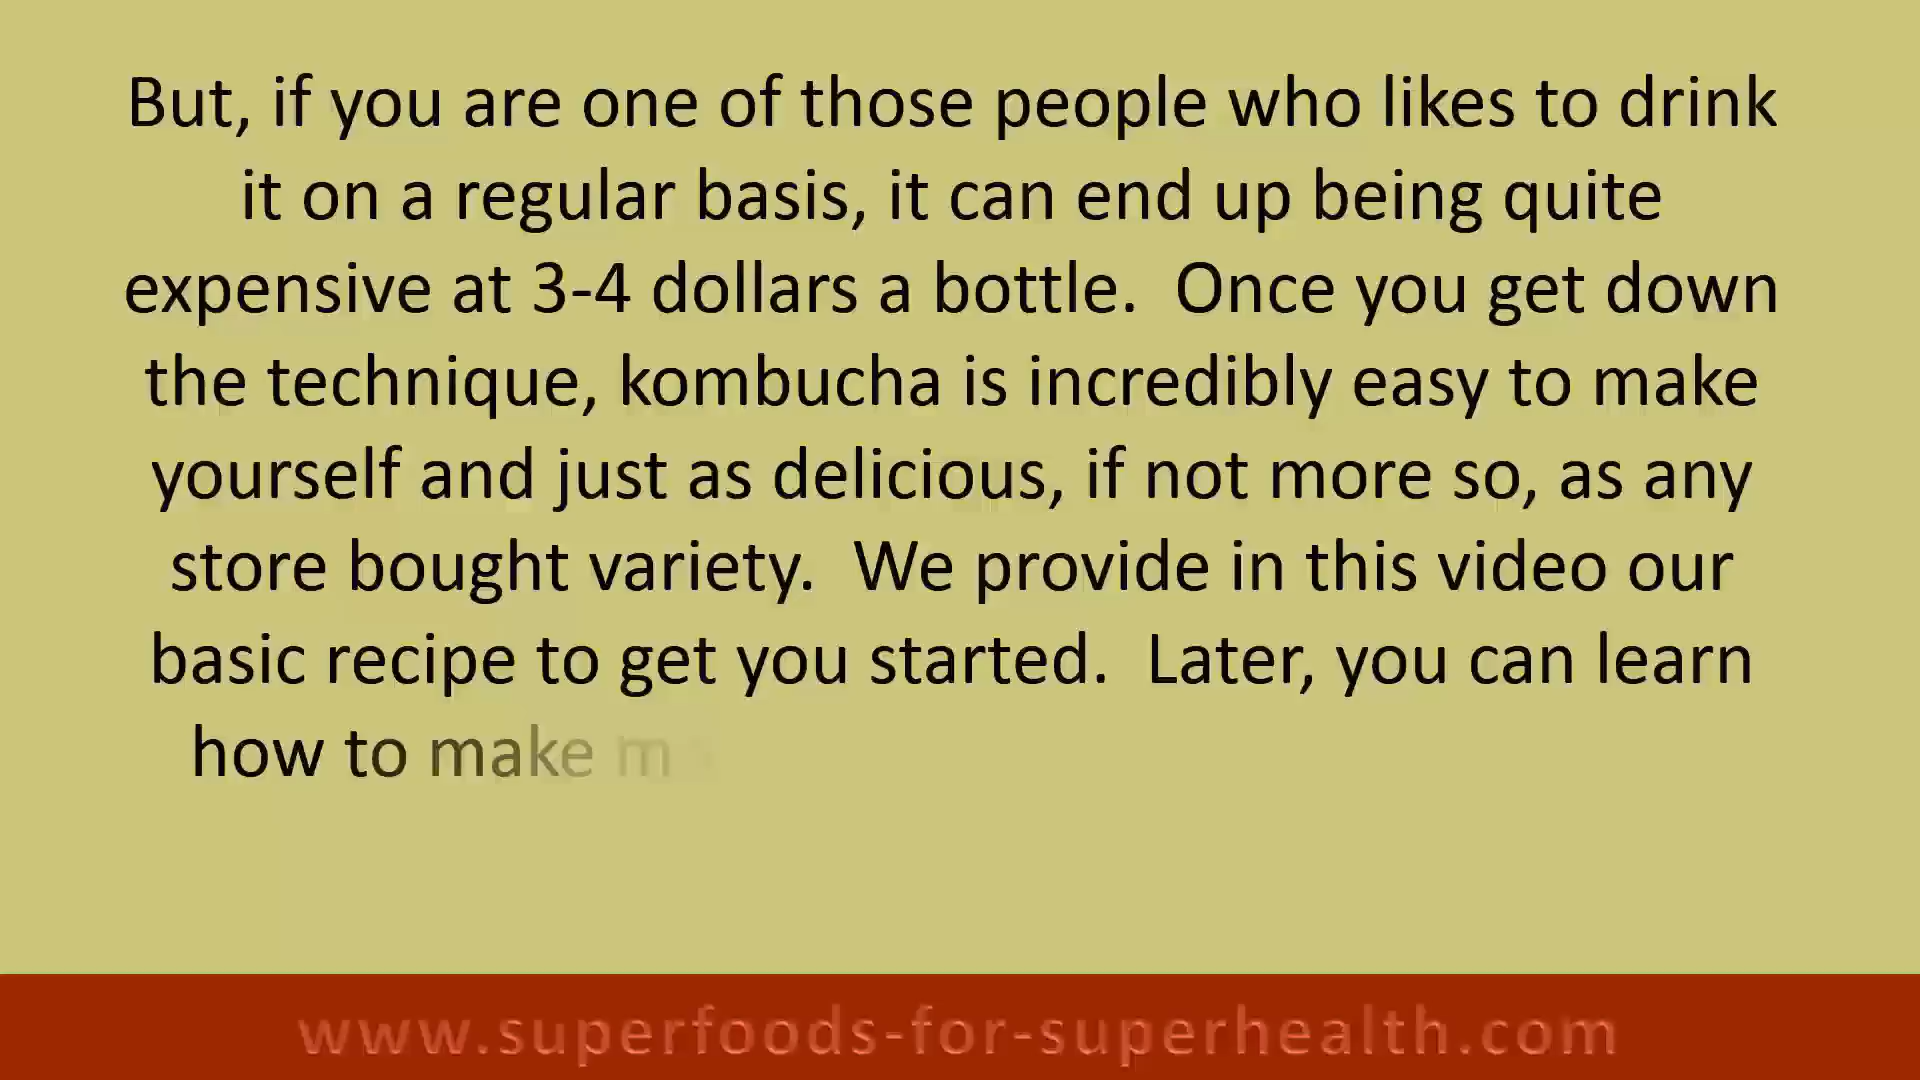 But, if you are one of those people who likes to drink
it on a regular basis, it can end up being quite
expensive at 3-4 dollars a bottle.  Once you get down
the technique, kombucha is incredibly easy to make
yourself and just as delicious, if not more so, as any
store bought variety.  We provide in this video our
basic recipe to get you started.  Later, you can learn
how to make
www.superfoods-for-superhealth.com